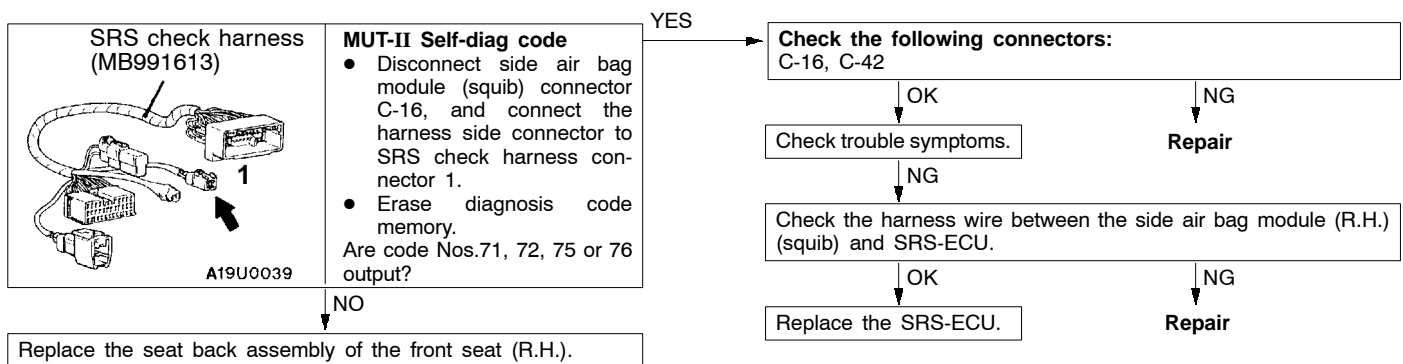 SRS check harness
(MB991613)
1
A19U0039
MUT-II Self-diag code
● Disconnect side air bag
module (squib) connector
C-16, and connect the
harness side connector to
SRS check harness con-
nector 1.
● Erase diagnosis code
memory.
Are code Nos.71, 72, 75 or 76
output?
YES
Check the following connectors:
C-16, C-42
OK
NG
Check trouble symptoms.
Repair
NG
Check the harness wire between the side air bag module (R.H.)
(squib) and SRS-ECU.
OK
NG
Replace the SRS-ECU.
Repair
NO
Replace the seat back assembly of the front seat (R.H.).